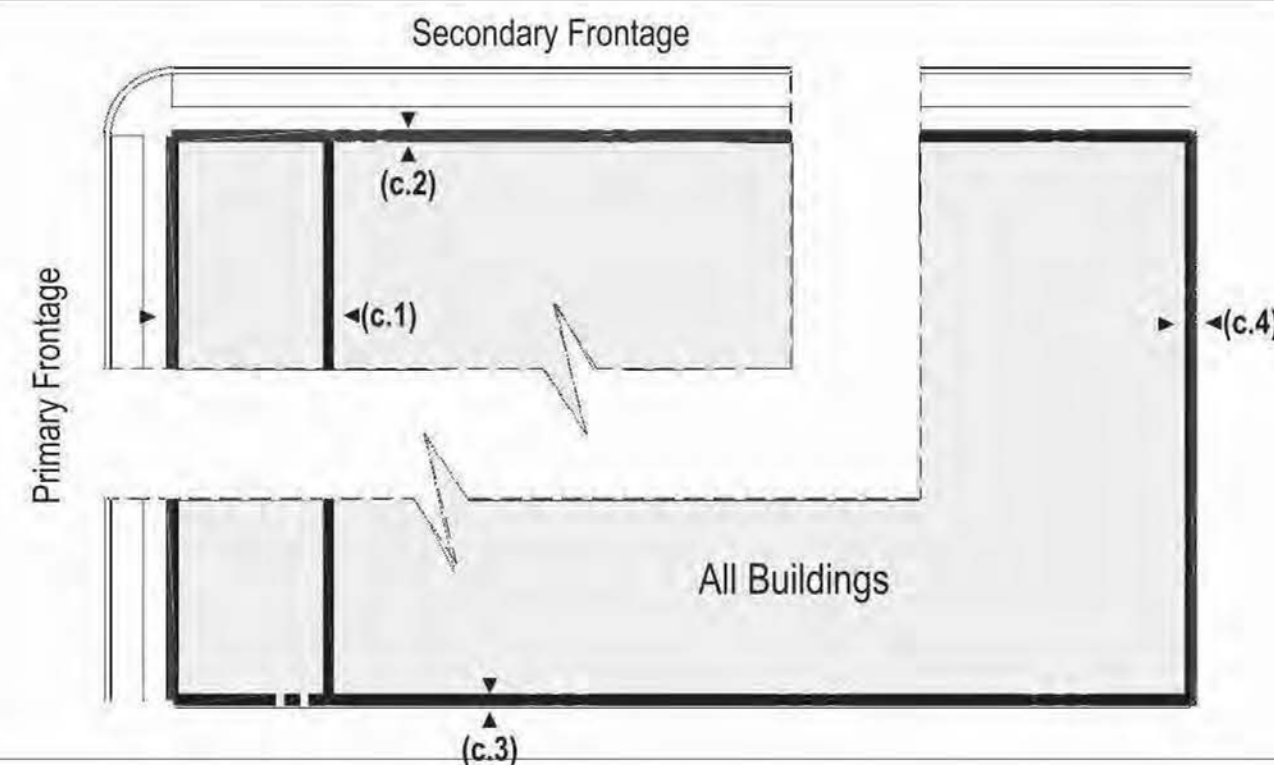 Secondary Frontage
(c.2)
Primary Frontage
(c.1)
(c.4)
All Buildings
(c.3)